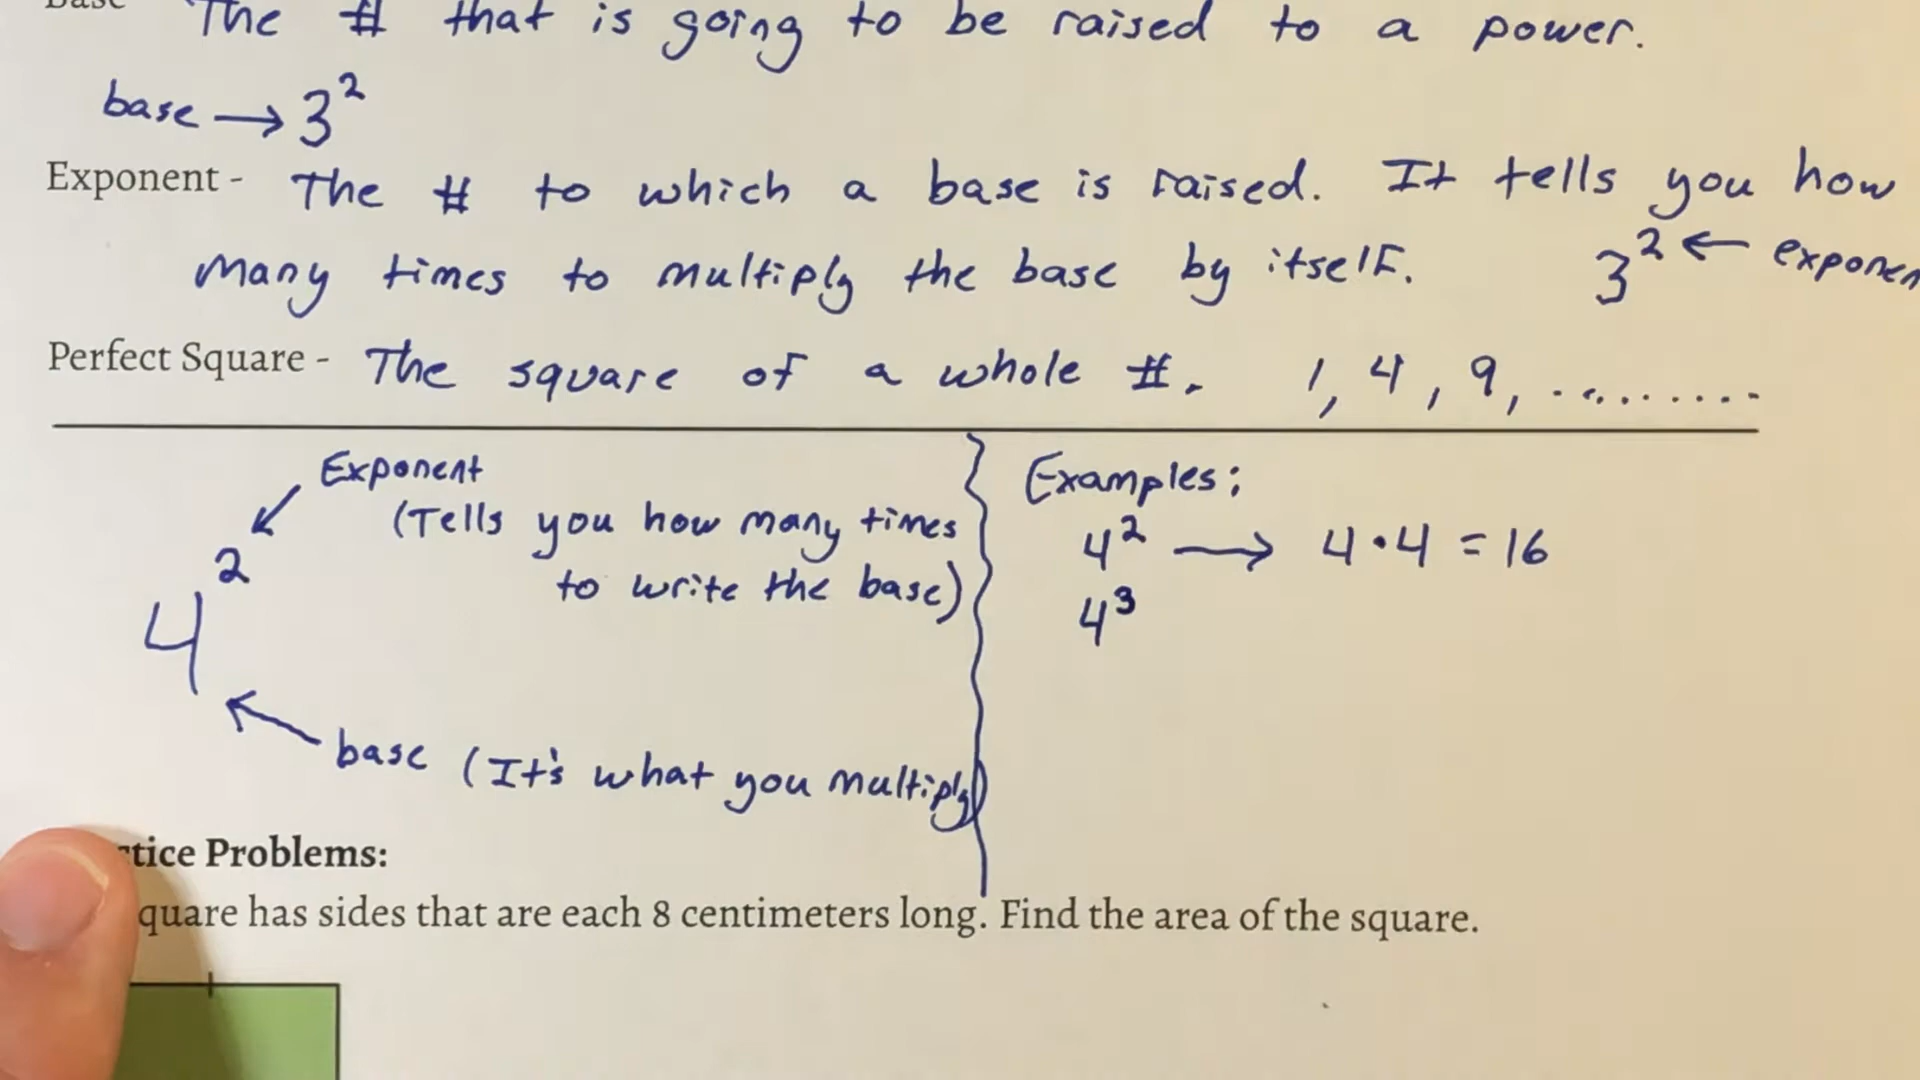 Base The # that is going to be raised to a power.
base → 3²
Exponent - The # to which a base is raised. It tells you how
many times to multiply the base by itself. 3² ← exponen
Perfect Square - The square of a whole #. 1, 4, 9, .........
Exponent
(Tells you how many times
to write the base)
4²
base (It's what you multiply)
Examples:
4² → 4·4 = 16
4³
tice Problems:
quare has sides that are each 8 centimeters long. Find the area of the square.